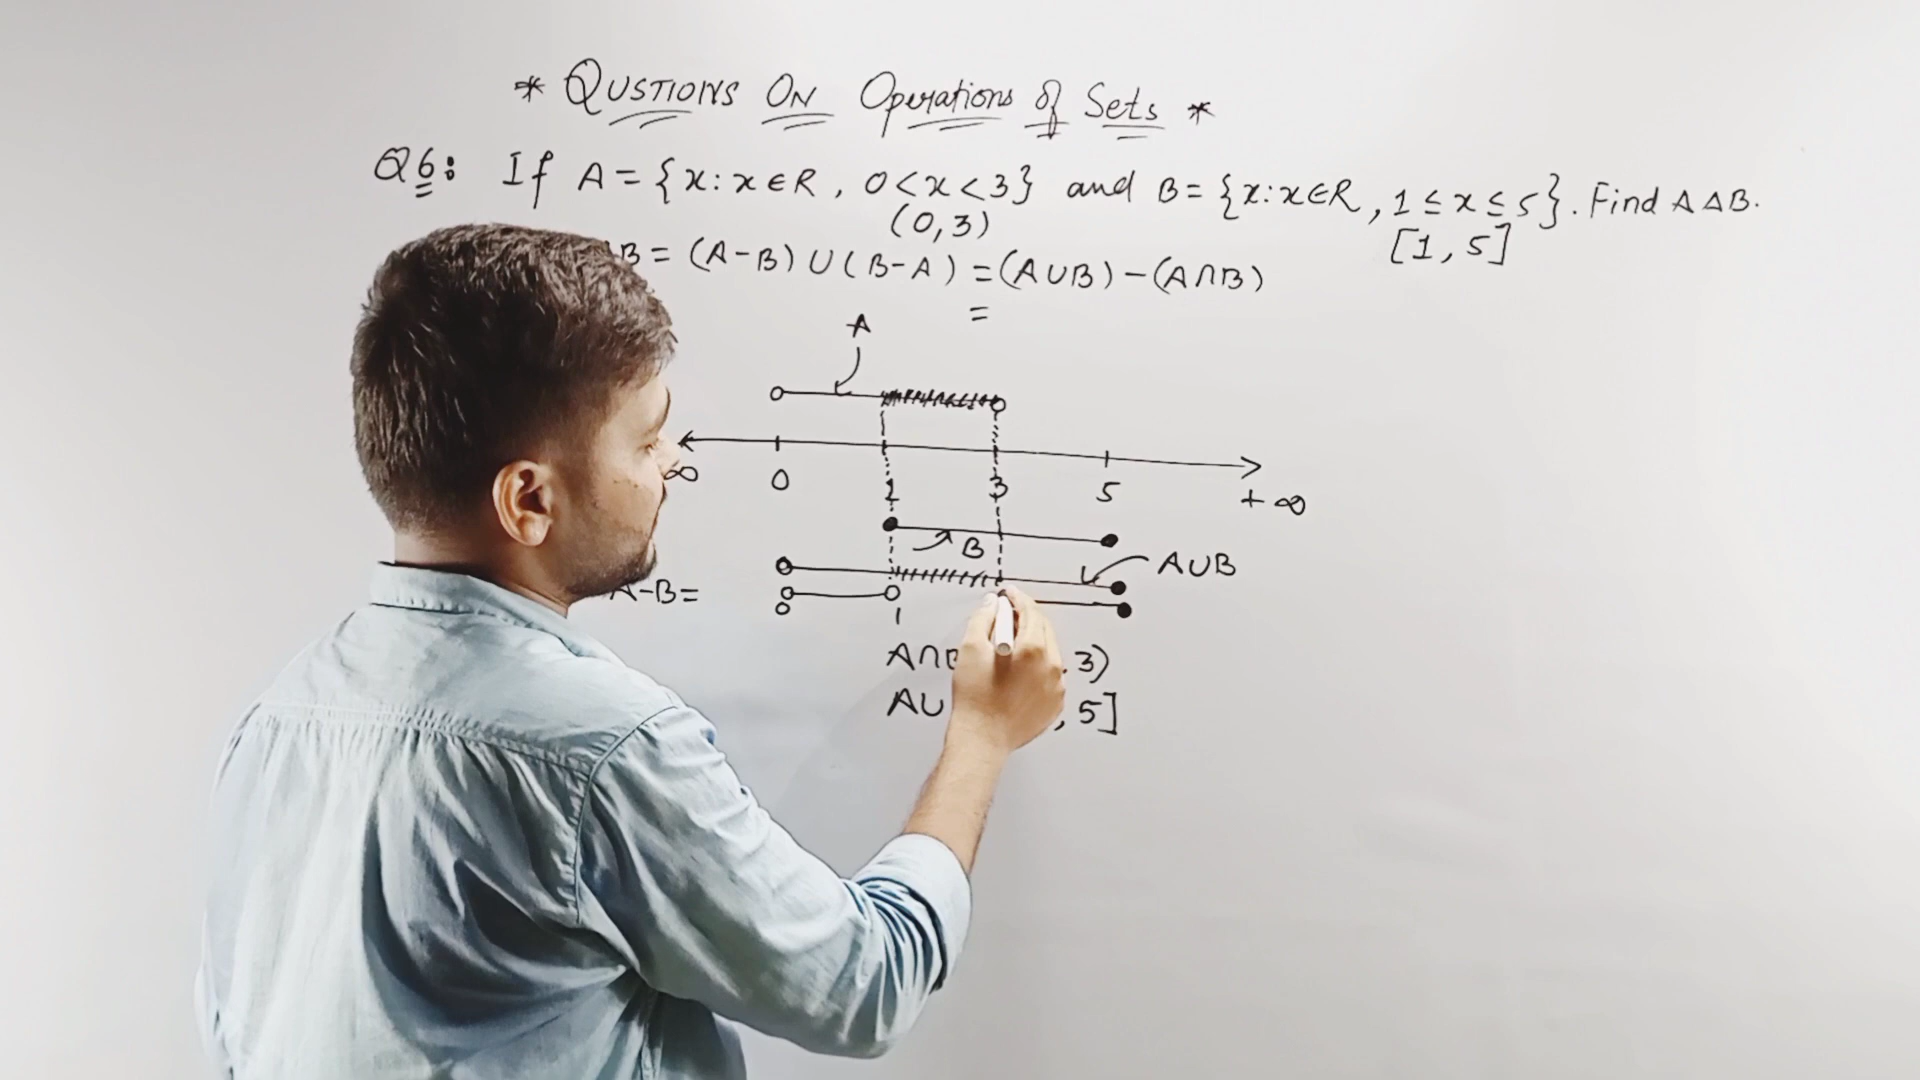 * QUSTIONS ON Operations of Sets *
Q6: If A = {x: x∈R, 0<x<3} and B = {x:x∈R, 1≤x≤5}. Find A△B.
(0,3) [1,5]
B = (A-B) ∪ (B-A) = (A∪B) - (A∩B)
=
A
∞ 0 1 3 5 +∞
B
A∪B
A-B=
1
A∩ 3)
A∪ , 5]